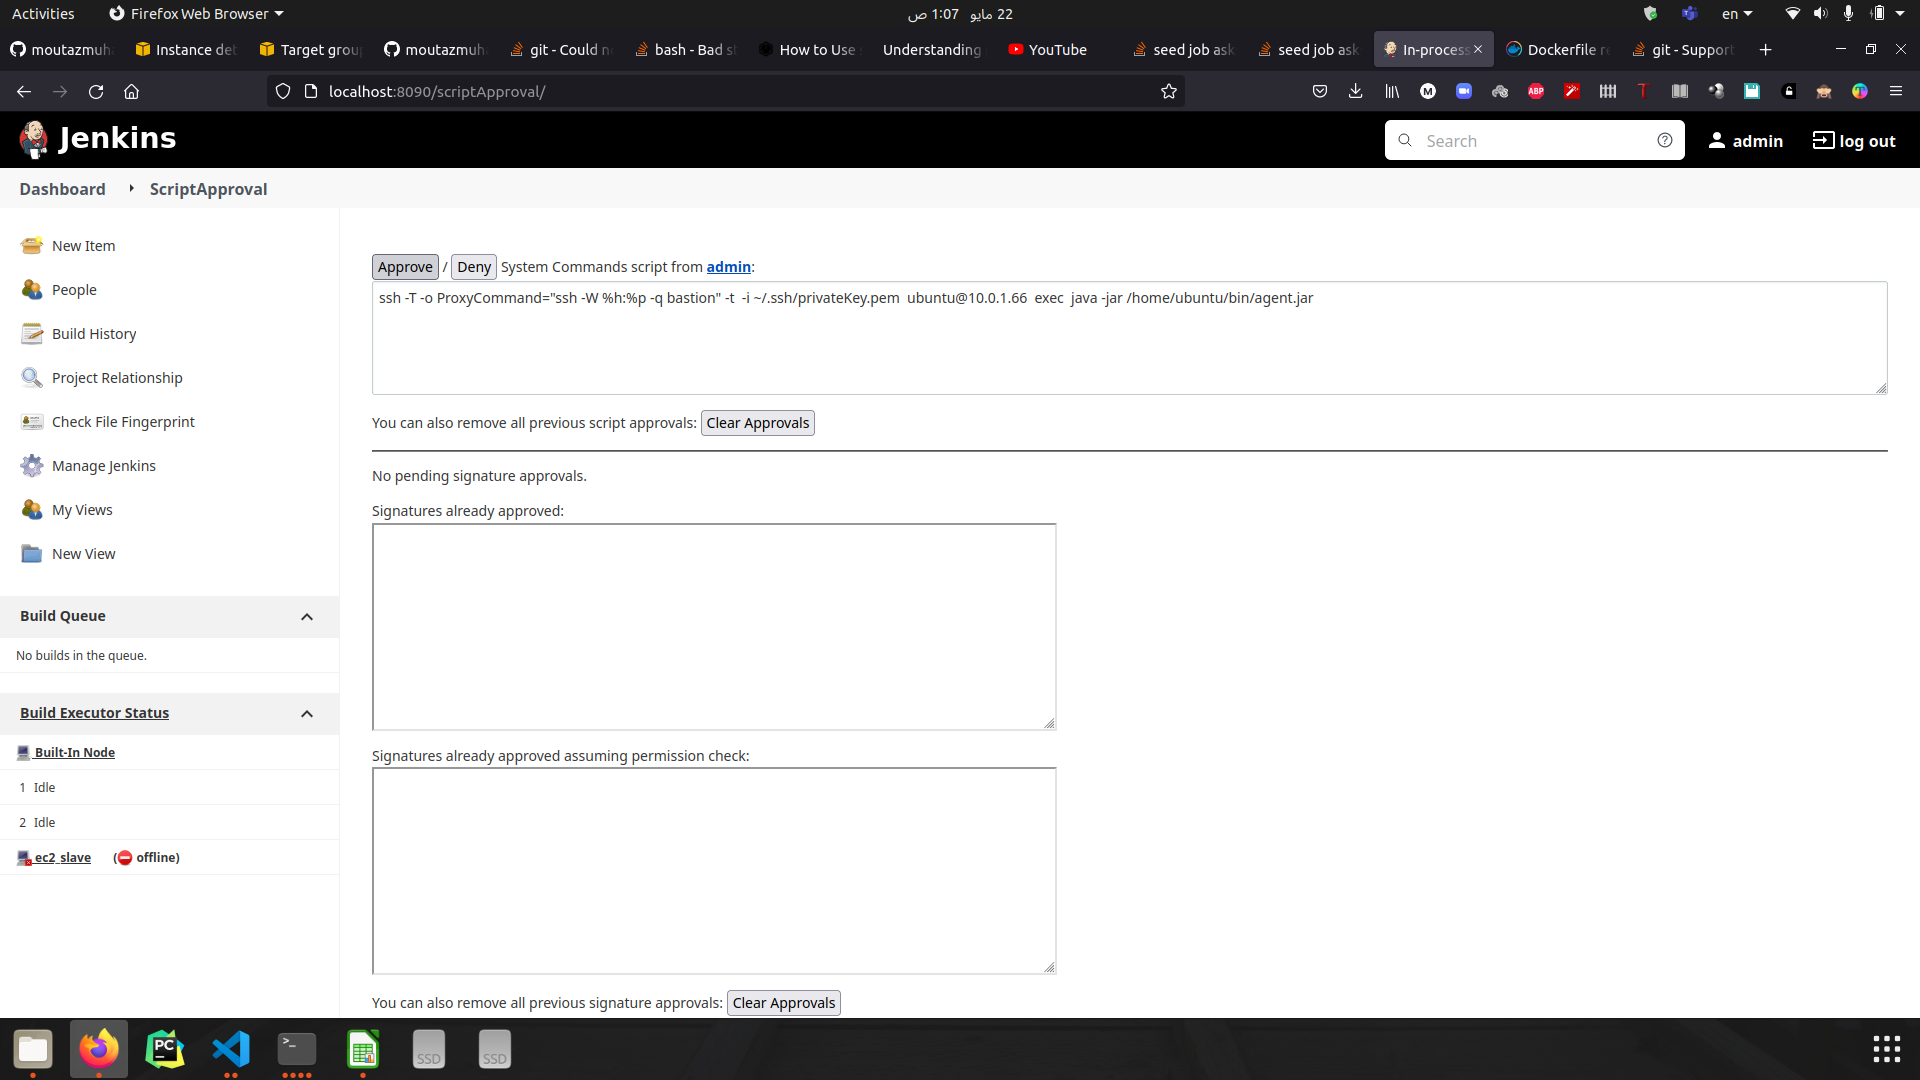 Activities
Firefox Web Browser
22 مايو 1:07 ص
en
moutazmuh
Instance det
Target grou
moutazmuh
git - Could n
bash - Bad s
How to Use
Understanding
YouTube
seed job ask
seed job ask
In-process
Dockerfile re
git - Support
localhost:8090/scriptApproval/
M
ABP
T
Jenkins
Search
admin
log out
Dashboard
ScriptApproval
New Item
People
Build History
Project Relationship
Check File Fingerprint
Manage Jenkins
My Views
New View
Build Queue
No builds in the queue.
Build Executor Status
Built-In Node
1 Idle
2 Idle
ec2_slave (offline)
Approve / Deny System Commands script from admin:
ssh -T -o ProxyCommand="ssh -W %h:%p -q bastion" -t -i ~/.ssh/privateKey.pem ubuntu@10.0.1.66 exec java -jar /home/ubuntu/bin/agent.jar
You can also remove all previous script approvals: Clear Approvals
No pending signature approvals.
Signatures already approved:
Signatures already approved assuming permission check:
You can also remove all previous signature approvals: Clear Approvals
PC
>_
SSD
SSD